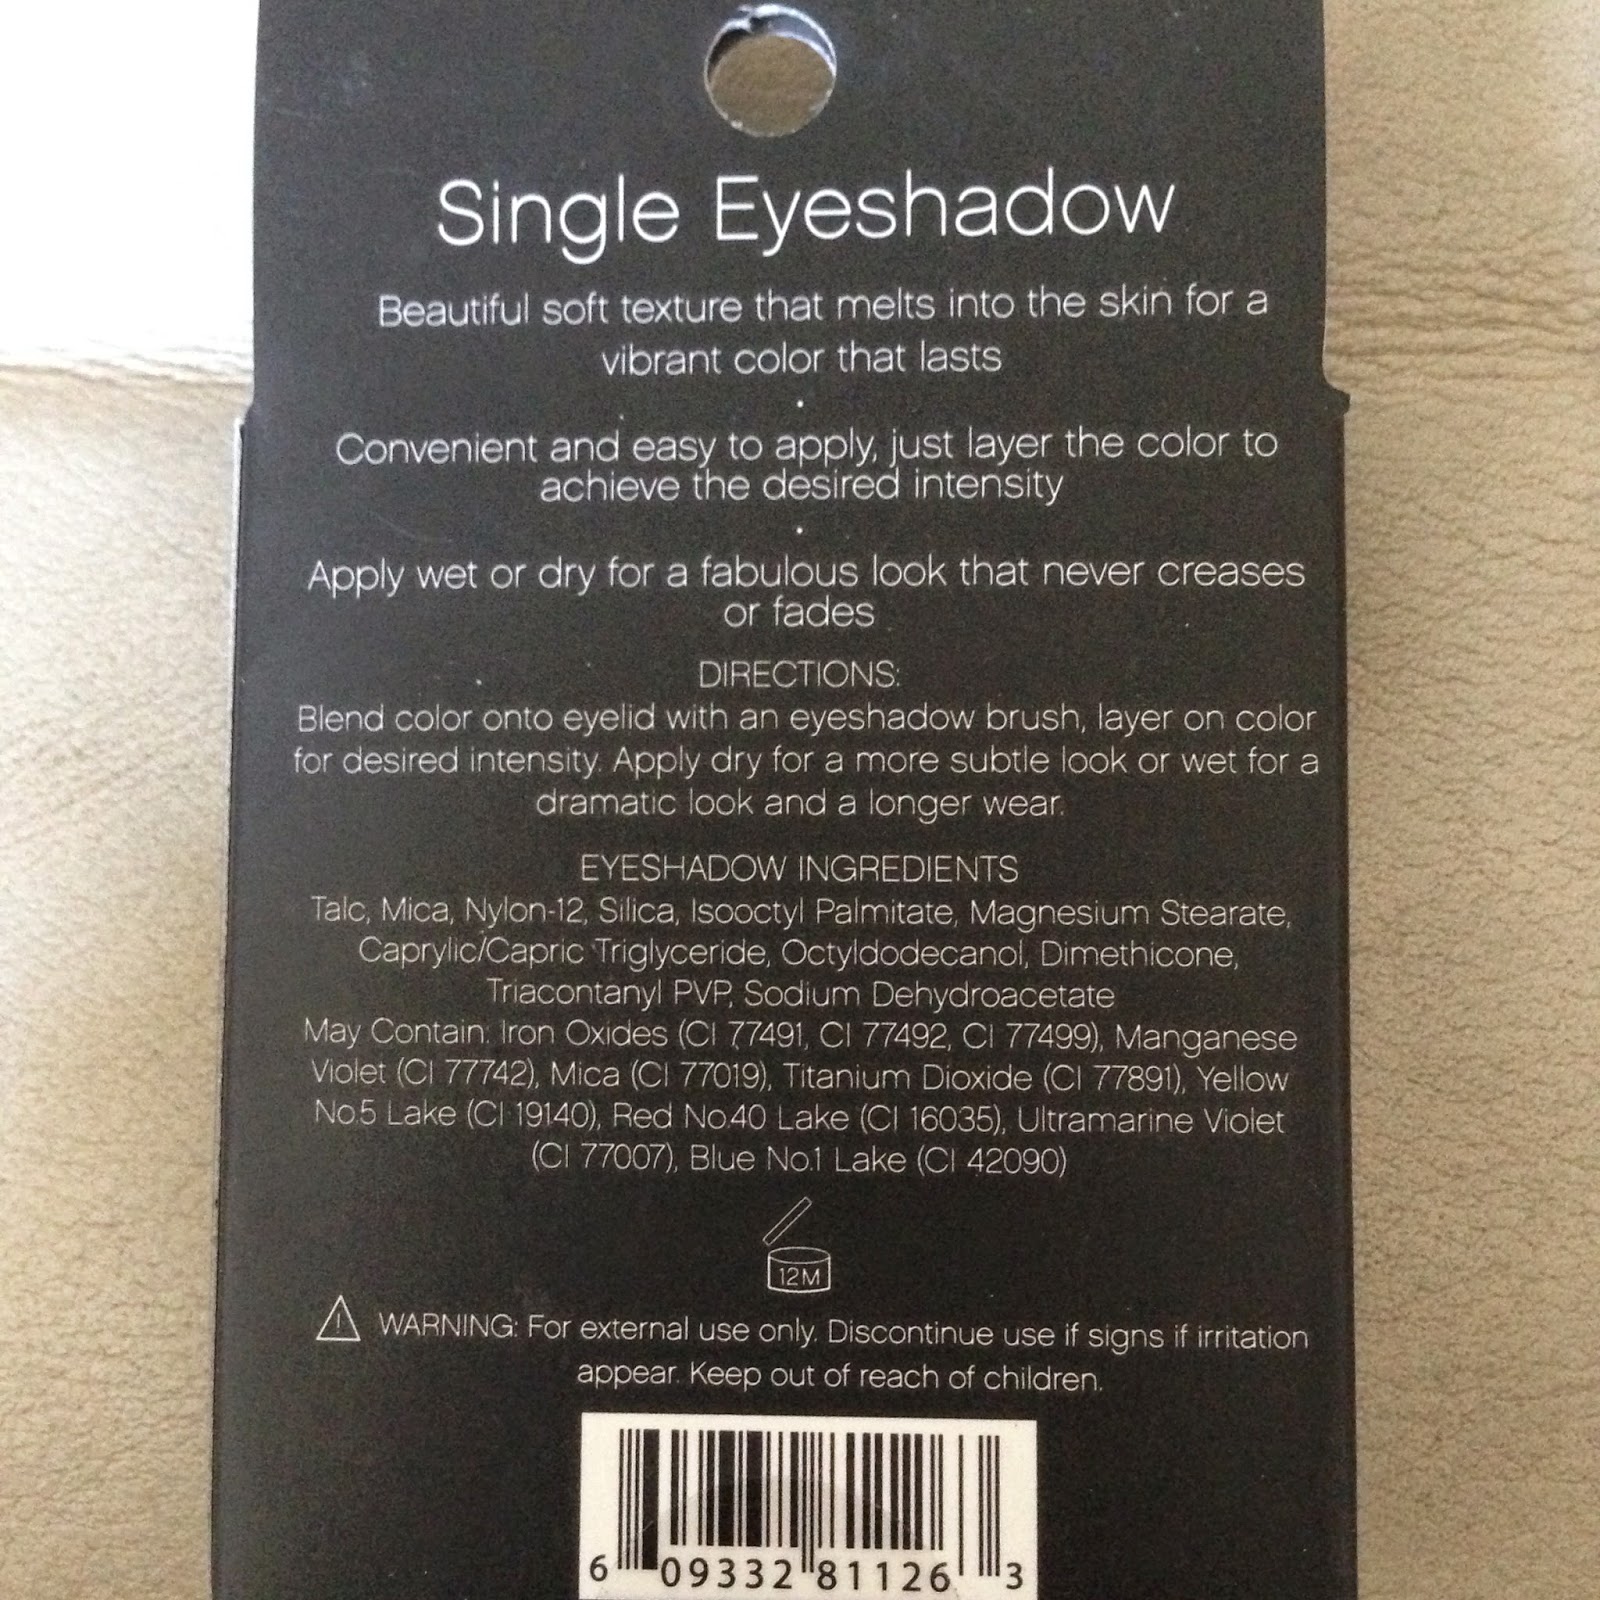 Single Eyeshadow
Beautiful soft texture that melts into the skin for a
vibrant color that lasts
·
Convenient and easy to apply, just layer the color to
achieve the desired intensity
·
Apply wet or dry for a fabulous look that never creases
or fades
DIRECTIONS:
Blend color onto eyelid with an eyeshadow brush, layer on color
for desired intensity. Apply dry for a more subtle look or wet for a
dramatic look and a longer wear.
EYESHADOW INGREDIENTS
Talc, Mica, Nylon-12, Silica, Isooctyl Palmitate, Magnesium Stearate,
Caprylic/Capric Triglyceride, Octyldodecanol, Dimethicone,
Triacontanyl PVP, Sodium Dehydroacetate
May Contain: Iron Oxides (CI 77491, CI 77492, CI 77499), Manganese
Violet (CI 77742), Mica (CI 77019), Titanium Dioxide (CI 77891), Yellow
No.5 Lake (CI 19140), Red No.40 Lake (CI 16035), Ultramarine Violet
(CI 77007), Blue No.1 Lake (CI 42090)
12M
WARNING: For external use only. Discontinue use if signs if irritation
appear. Keep out of reach of children.
6 09332 81126 3